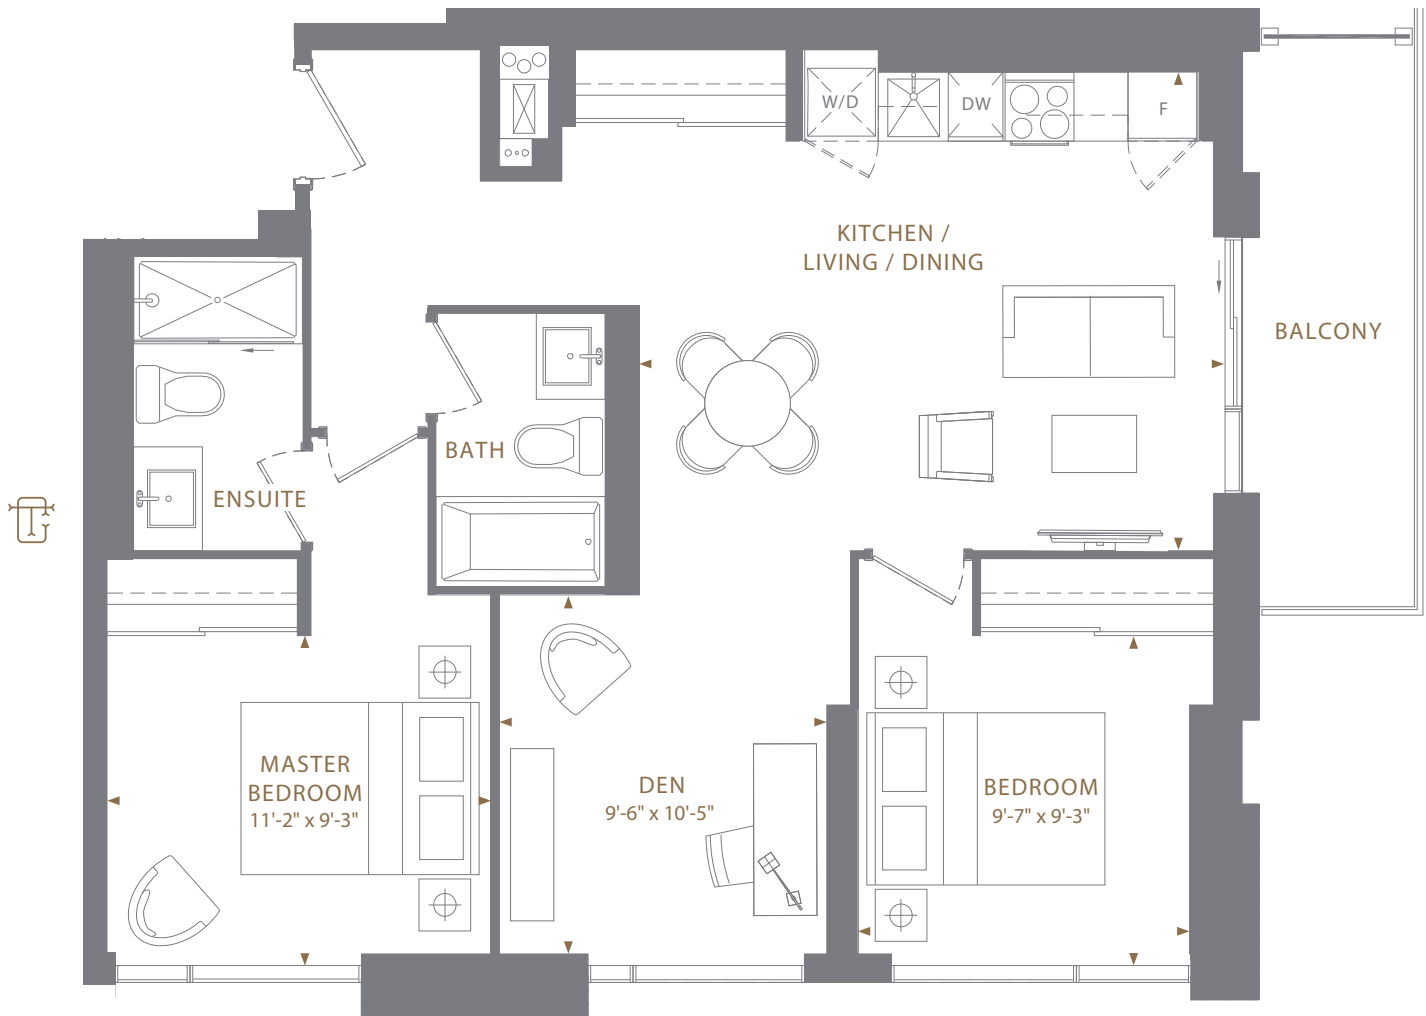 W/D
DW
F
KITCHEN /
LIVING / DINING
BALCONY
BATH
ENSUITE
MASTER
BEDROOM
11'-2" x 9'-3"
DEN
9'-6" x 10'-5"
BEDROOM
9'-7" x 9'-3"